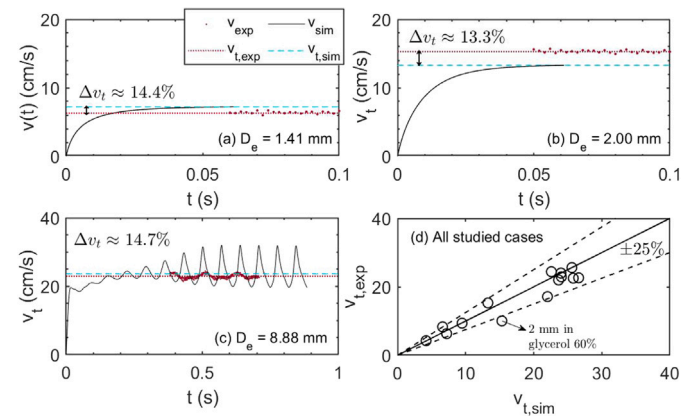 v_exp v_sim
v_t,exp v_t,sim
20
10
0
v(t) (cm/s)
Δv_t ≈ 14.4%
(a) D_e = 1.41 mm
0 0.05 0.1
t (s)
20
10
0
v_t (cm/s)
Δv_t ≈ 13.3%
(b) D_e = 2.00 mm
0 0.05 0.1
t (s)
40
20
0
v_t (cm/s)
Δv_t ≈ 14.7%
(c) D_e = 8.88 mm
0 0.5 1
t (s)
40
20
0
v_t,exp
(d) All studied cases
±25%
2 mm in
glycerol 60%
0 10 20 30 40
v_t,sim